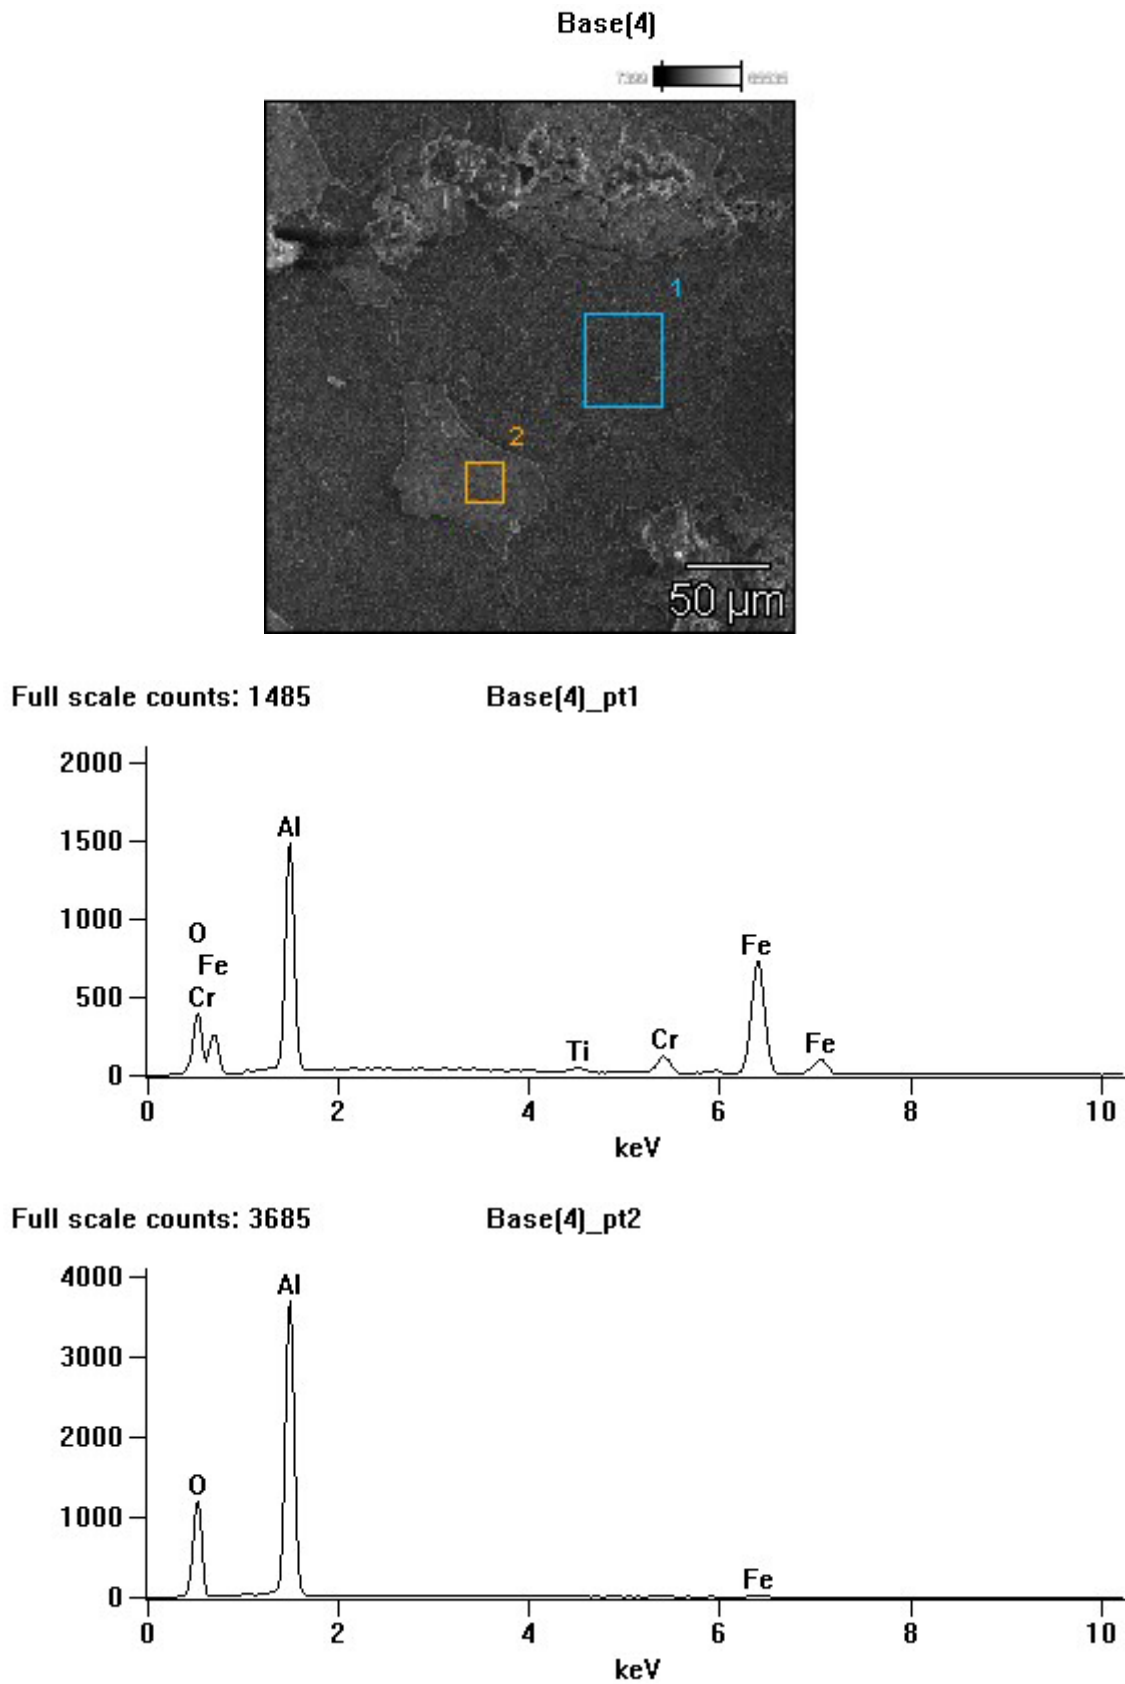 Base(4)
1
2
50 µm
Full scale counts: 1485 Base(4)_pt1
2000
1500
1000
500
0
Al
O
Fe
Cr
Ti
Cr
Fe
Fe
0 2 4 6 8 10
keV
Full scale counts: 3685 Base(4)_pt2
4000
3000
2000
1000
0
Al
O
Fe
0 2 4 6 8 10
keV